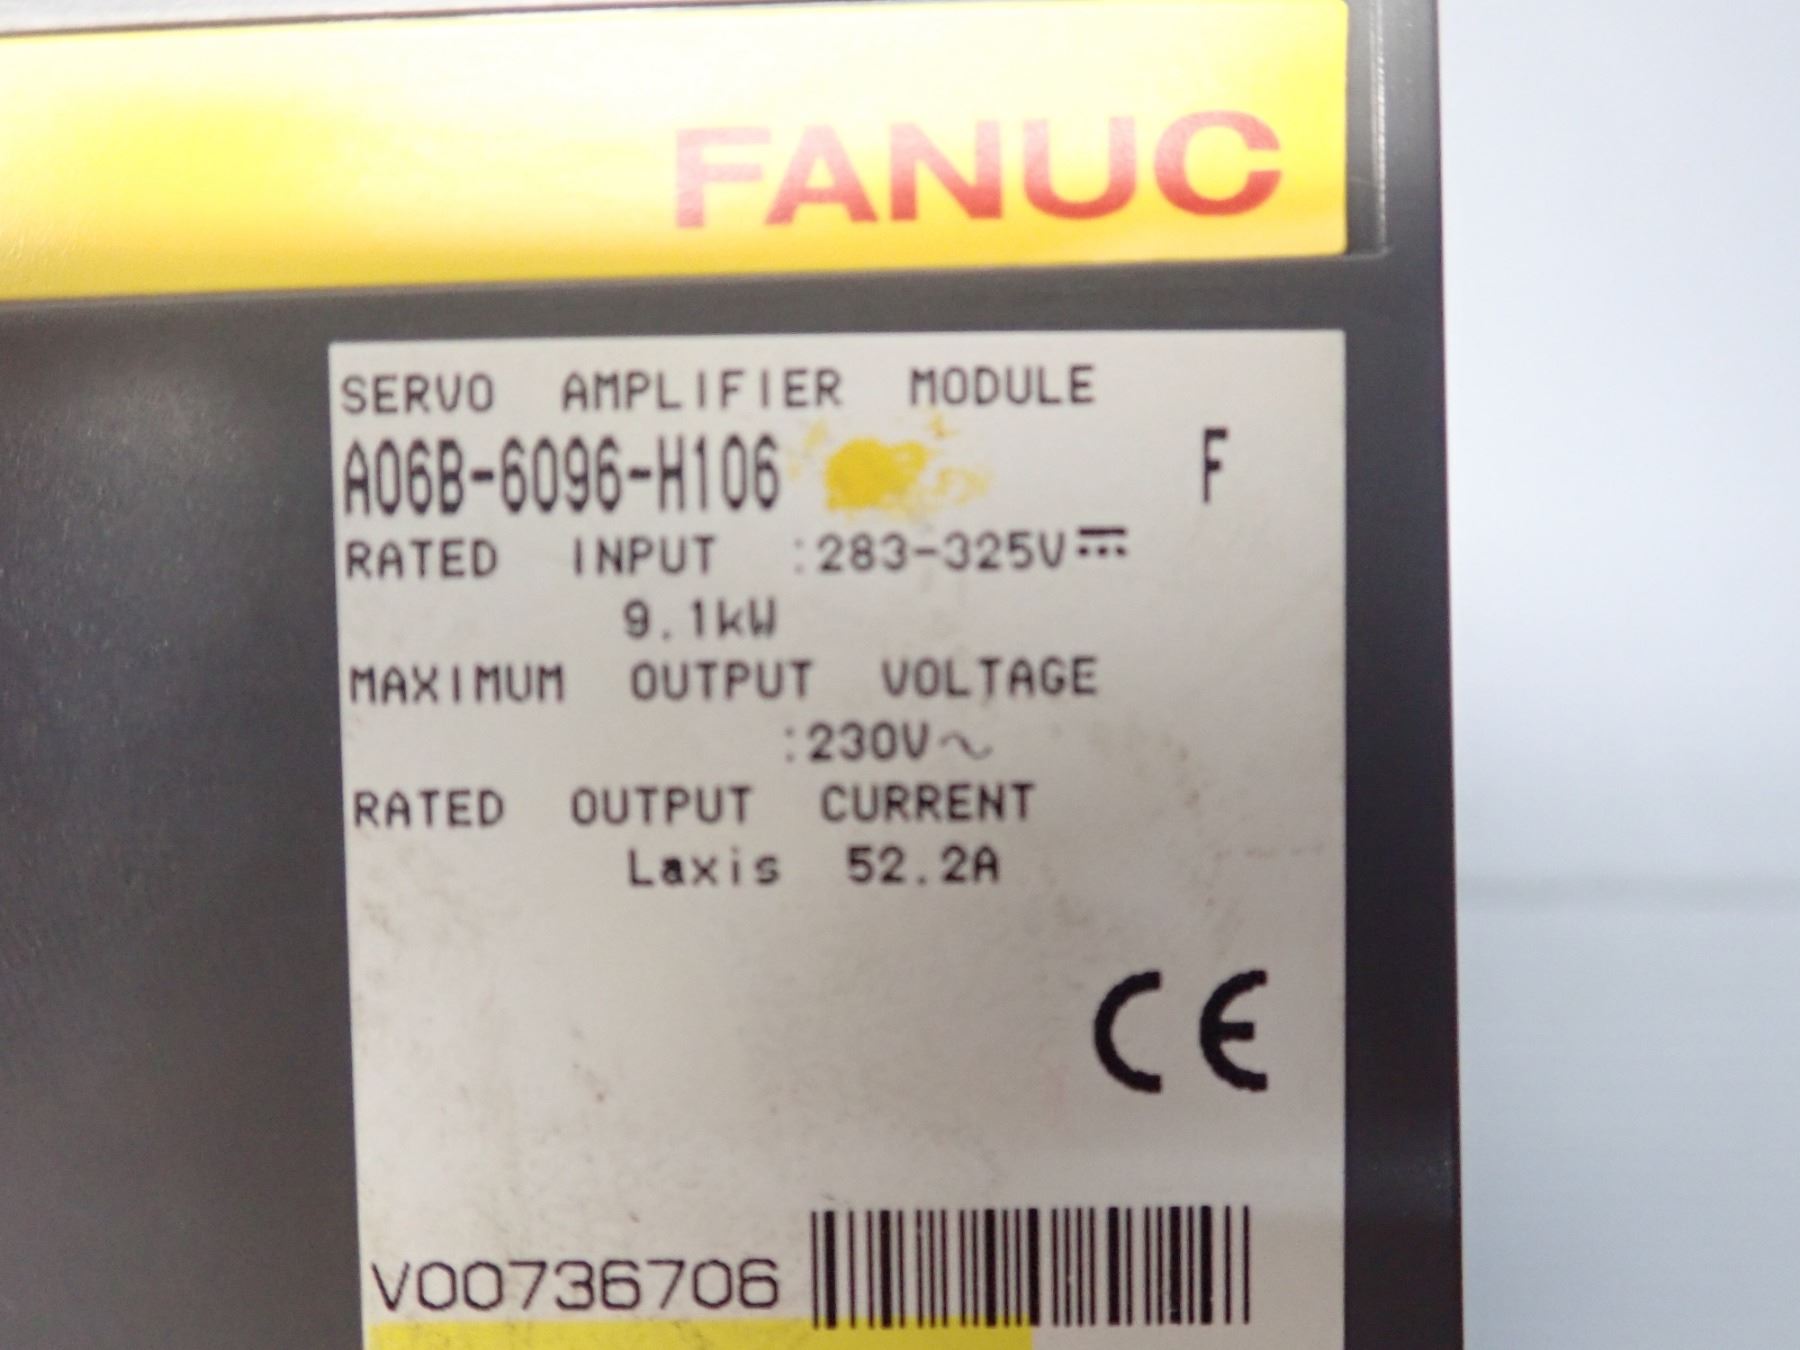 FANUC
SERVO AMPLIFIER MODULE
A06B-6096-H106 F
RATED INPUT :283-325V⎓
9.1kW
MAXIMUM OUTPUT VOLTAGE
:230V~
RATED OUTPUT CURRENT
Laxis 52.2A
CE
V00736706